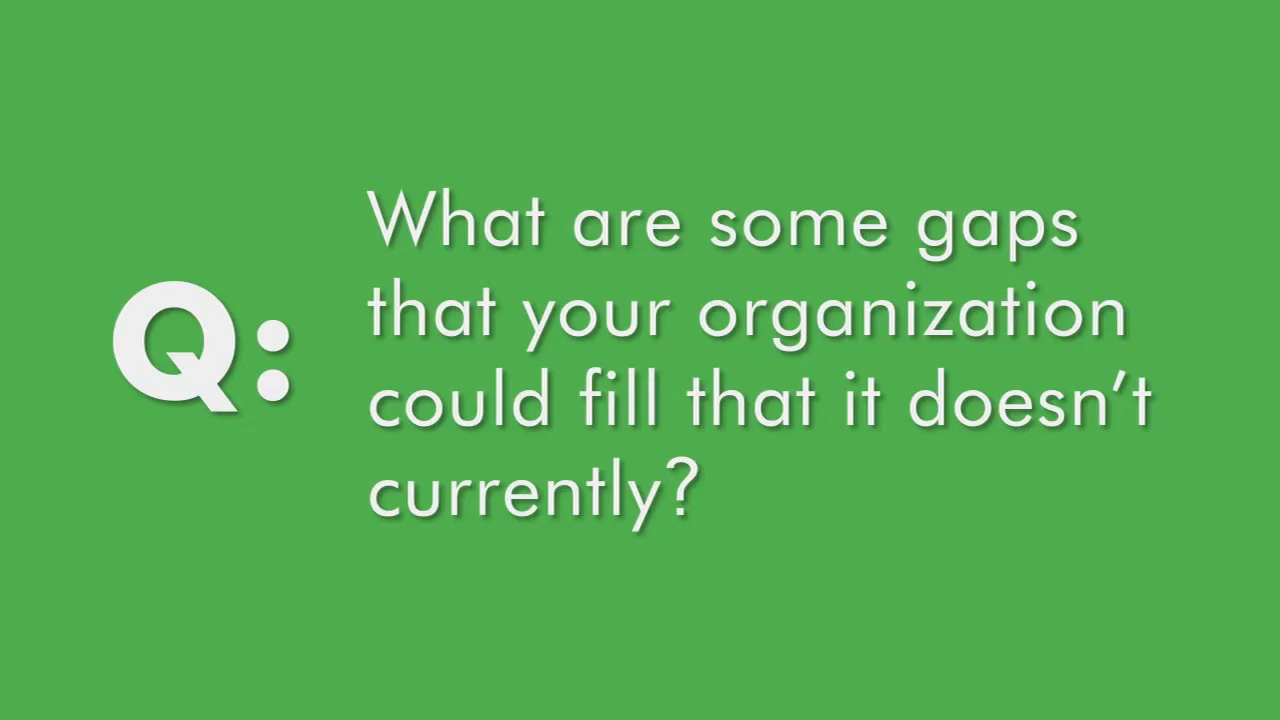 Q:
What are some gaps
that your organization
could fill that it doesn’t
currently?